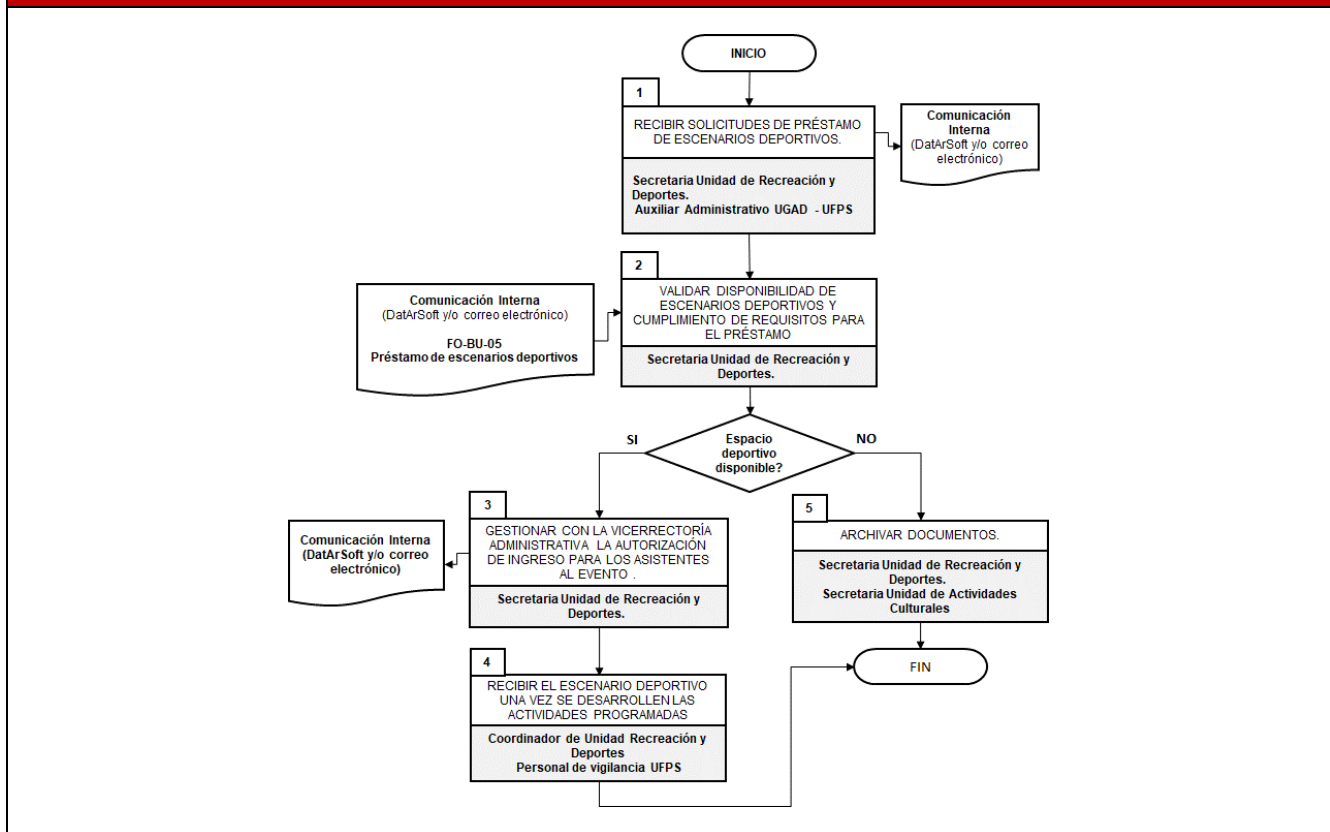 INICIO
1
RECIBIR SOLICITUDES DE PRÉSTAMO
DE ESCENARIOS DEPORTIVOS.
Secretaria Unidad de Recreación y
Deportes.
Auxiliar Administrativo UGAD - UFPS
Comunicación
Interna
(DatArSoft y/o correo
electrónico)
2
VALIDAR DISPONIBILIDAD DE
ESCENARIOS DEPORTIVOS Y
CUMPLIMIENTO DE REQUISITOS PARA
EL PRÉSTAMO
Secretaria Unidad de Recreación y
Deportes.
Comunicación Interna
(DatArSoft y/o correo electrónico)
FO-BU-05
Préstamo de escenarios deportivos
SI
Espacio
deportivo
disponible?
NO
3
GESTIONAR CON LA VICERRECTORÍA
ADMINISTRATIVA LA AUTORIZACIÓN
DE INGRESO PARA LOS ASISTENTES
AL EVENTO .
Secretaria Unidad de Recreación y
Deportes.
Comunicación Interna
(DatArSoft y/o correo
electrónico)
5
ARCHIVAR DOCUMENTOS.
Secretaria Unidad de Recreación y
Deportes.
Secretaria Unidad de Actividades
Culturales
4
RECIBIR EL ESCENARIO DEPORTIVO
UNA VEZ SE DESARROLLEN LAS
ACTIVIDADES PROGRAMADAS
Coordinador de Unidad Recreación y
Deportes
Personal de vigilancia UFPS
FIN